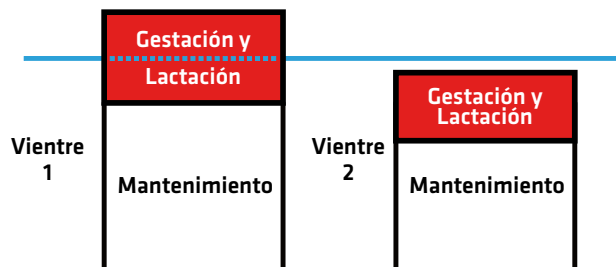 Gestación y
Lactación
Vientre
1
Mantenimiento
Gestación y
Lactación
Vientre
2
Mantenimiento